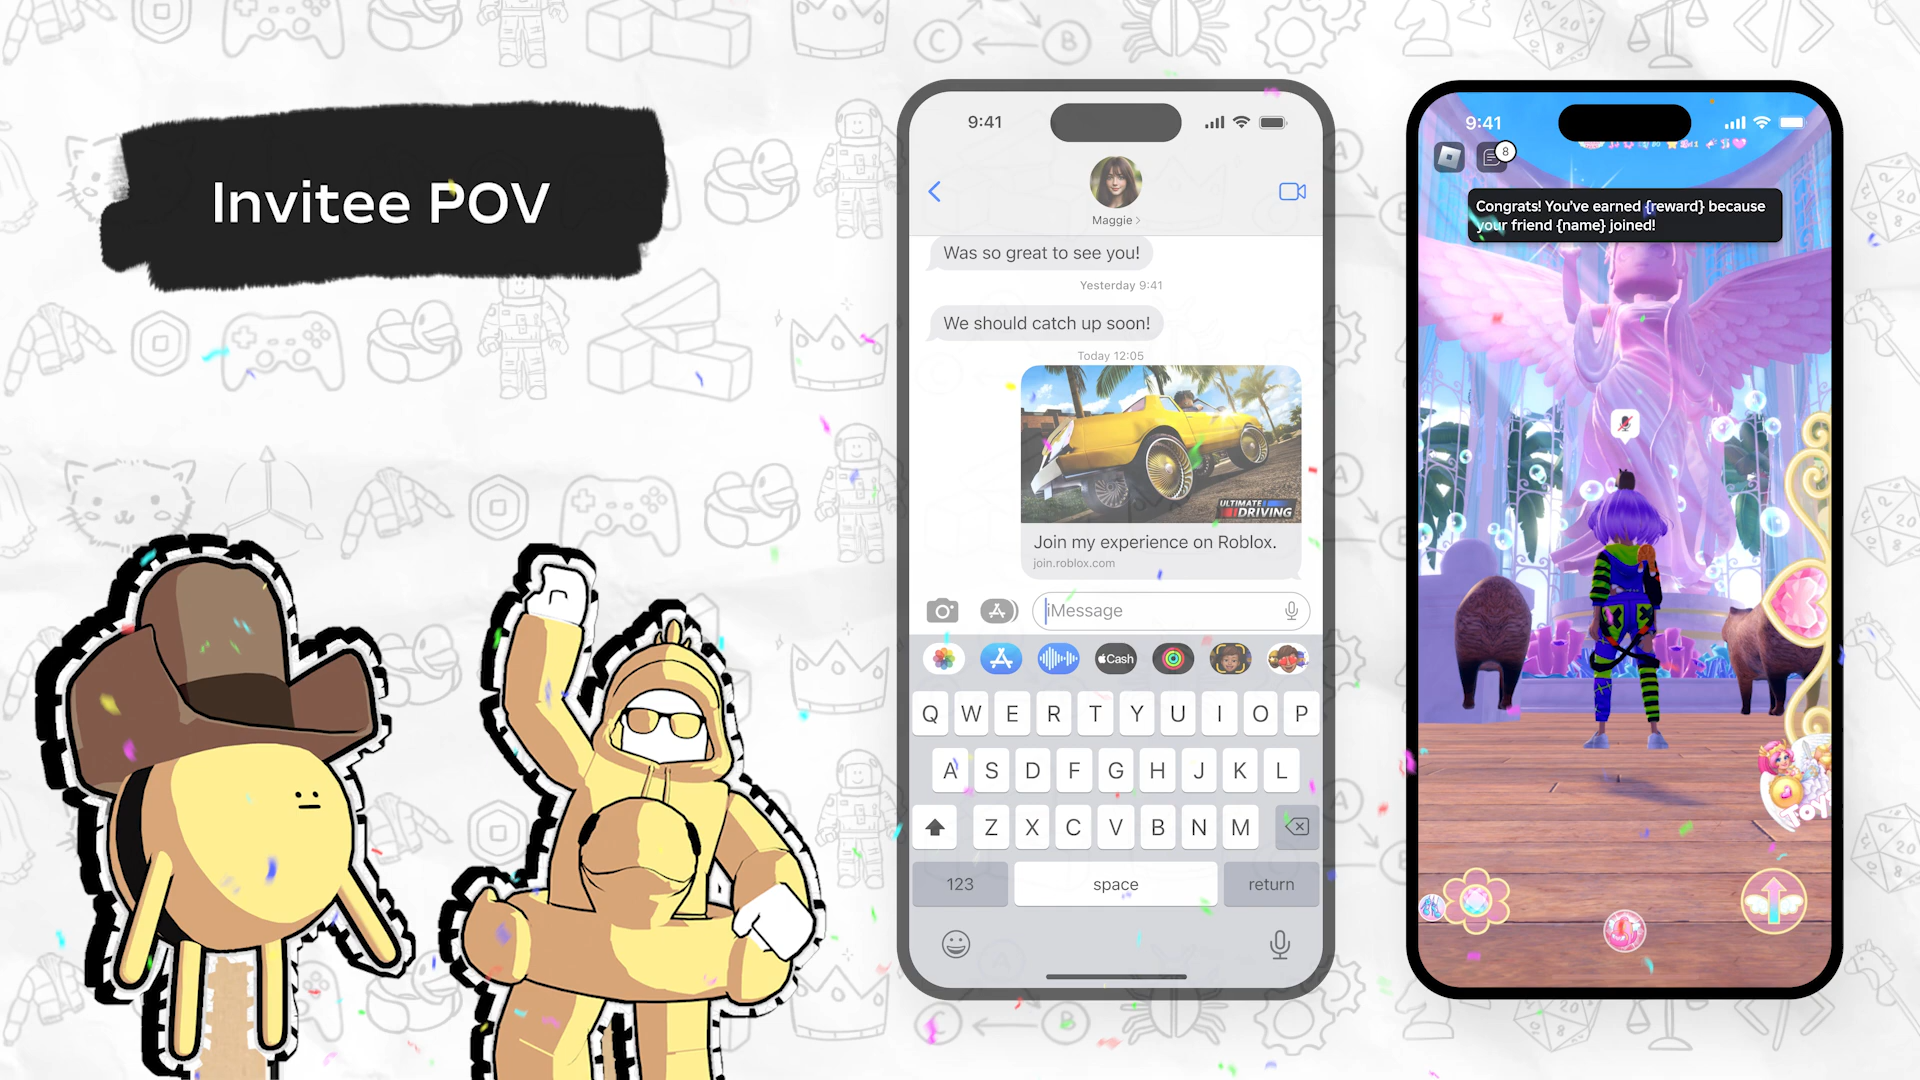 Invitee POV
9:41
Maggie >
Was so great to see you!
Yesterday 9:41
We should catch up soon!
Today 12:05
ULTIMATE
DRIVING
Join my experience on Roblox.
join.roblox.com
iMessage
Cash
Q W E R T Y U I O P
A S D F G H J K L
Z X C V B N M
123 space return
9:41
8
Congrats! You've earned {reward} because
your friend {name} joined!
TOY
C B